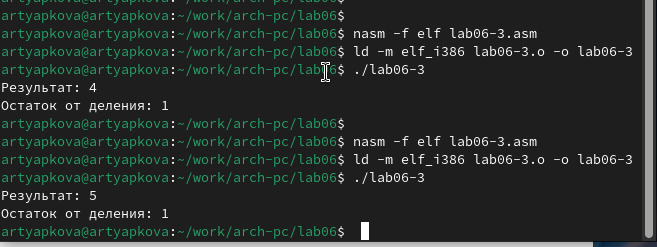 artyapkova@artyapkova:~/work/arch-pc/lab06$
artyapkova@artyapkova:~/work/arch-pc/lab06$ nasm -f elf lab06-3.asm
artyapkova@artyapkova:~/work/arch-pc/lab06$ ld -m elf_i386 lab06-3.o -o lab06-3
artyapkova@artyapkova:~/work/arch-pc/lab06$ ./lab06-3
Результат: 4
Остаток от деления: 1
artyapkova@artyapkova:~/work/arch-pc/lab06$
artyapkova@artyapkova:~/work/arch-pc/lab06$ nasm -f elf lab06-3.asm
artyapkova@artyapkova:~/work/arch-pc/lab06$ ld -m elf_i386 lab06-3.o -o lab06-3
artyapkova@artyapkova:~/work/arch-pc/lab06$ ./lab06-3
Результат: 5
Остаток от деления: 1
artyapkova@artyapkova:~/work/arch-pc/lab06$